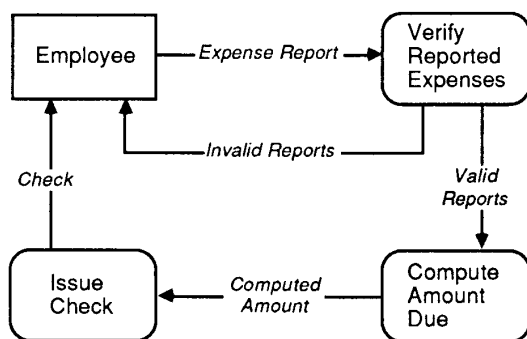 Employee
Expense Report
Verify
Reported
Expenses
Invalid Reports
Check
Valid
Reports
Issue
Check
Computed
Amount
Compute
Amount
Due